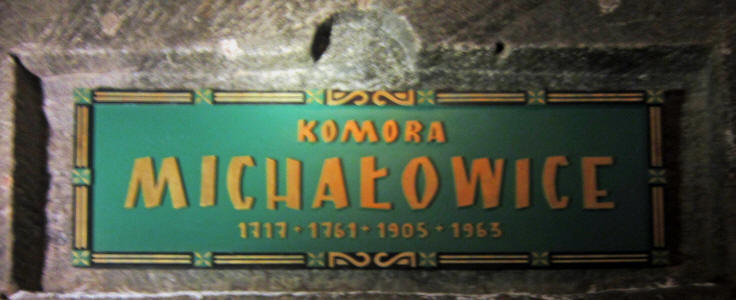 KOMORA
MICHAŁOWICE
1717 + 1761 + 1905 + 1963